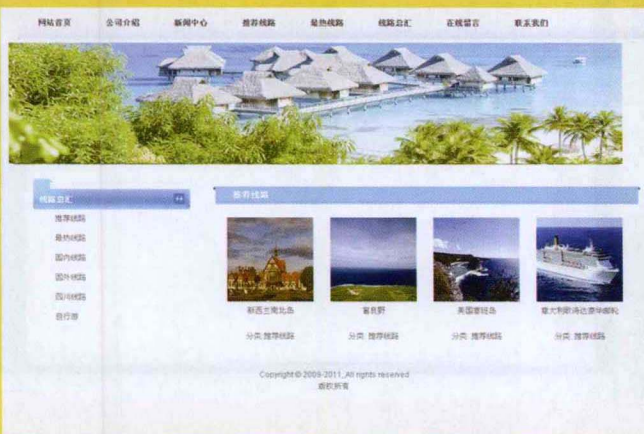 网站首页 公司介绍 新闻中心 推荐线路 最热线路 线路总汇 在线留言 联系我们
线路总汇
推荐线路
最热线路
国内线路
国外线路
四川线路
自行游
推荐线路
新西兰南北岛
富良野
美国塞班岛
意大利歌诗达豪华邮轮
分类:推荐线路
分类:推荐线路
分类:推荐线路
分类:推荐线路
Copyright © 2009-2011_All rights reserved
版权所有